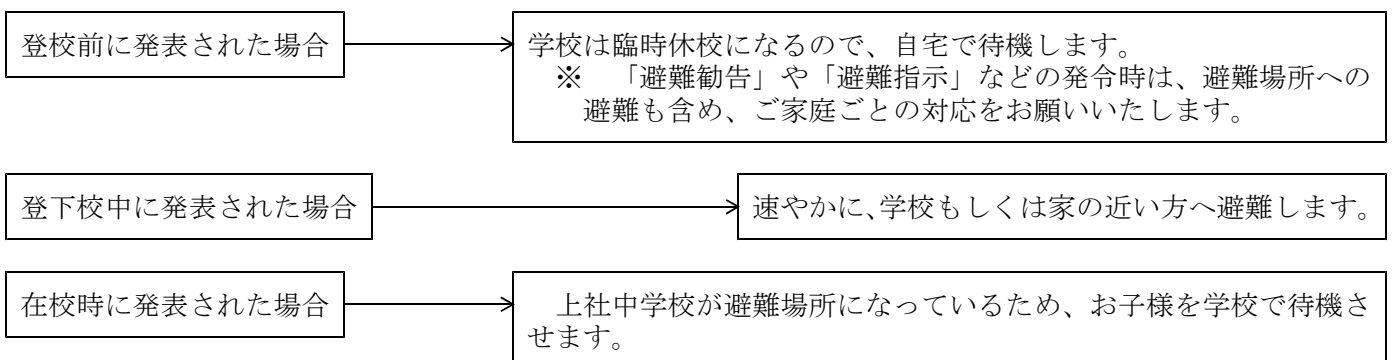 登校前に発表された場合
学校は臨時休校になるので、自宅で待機します。
※　「避難勧告」や「避難指示」などの発令時は、避難場所への
避難も含め、ご家庭ごとの対応をお願いいたします。
登下校中に発表された場合
速やかに、学校もしくは家の近い方へ避難します。
在校時に発表された場合
上社中学校が避難場所になっているため、お子様を学校で待機さ
せます。